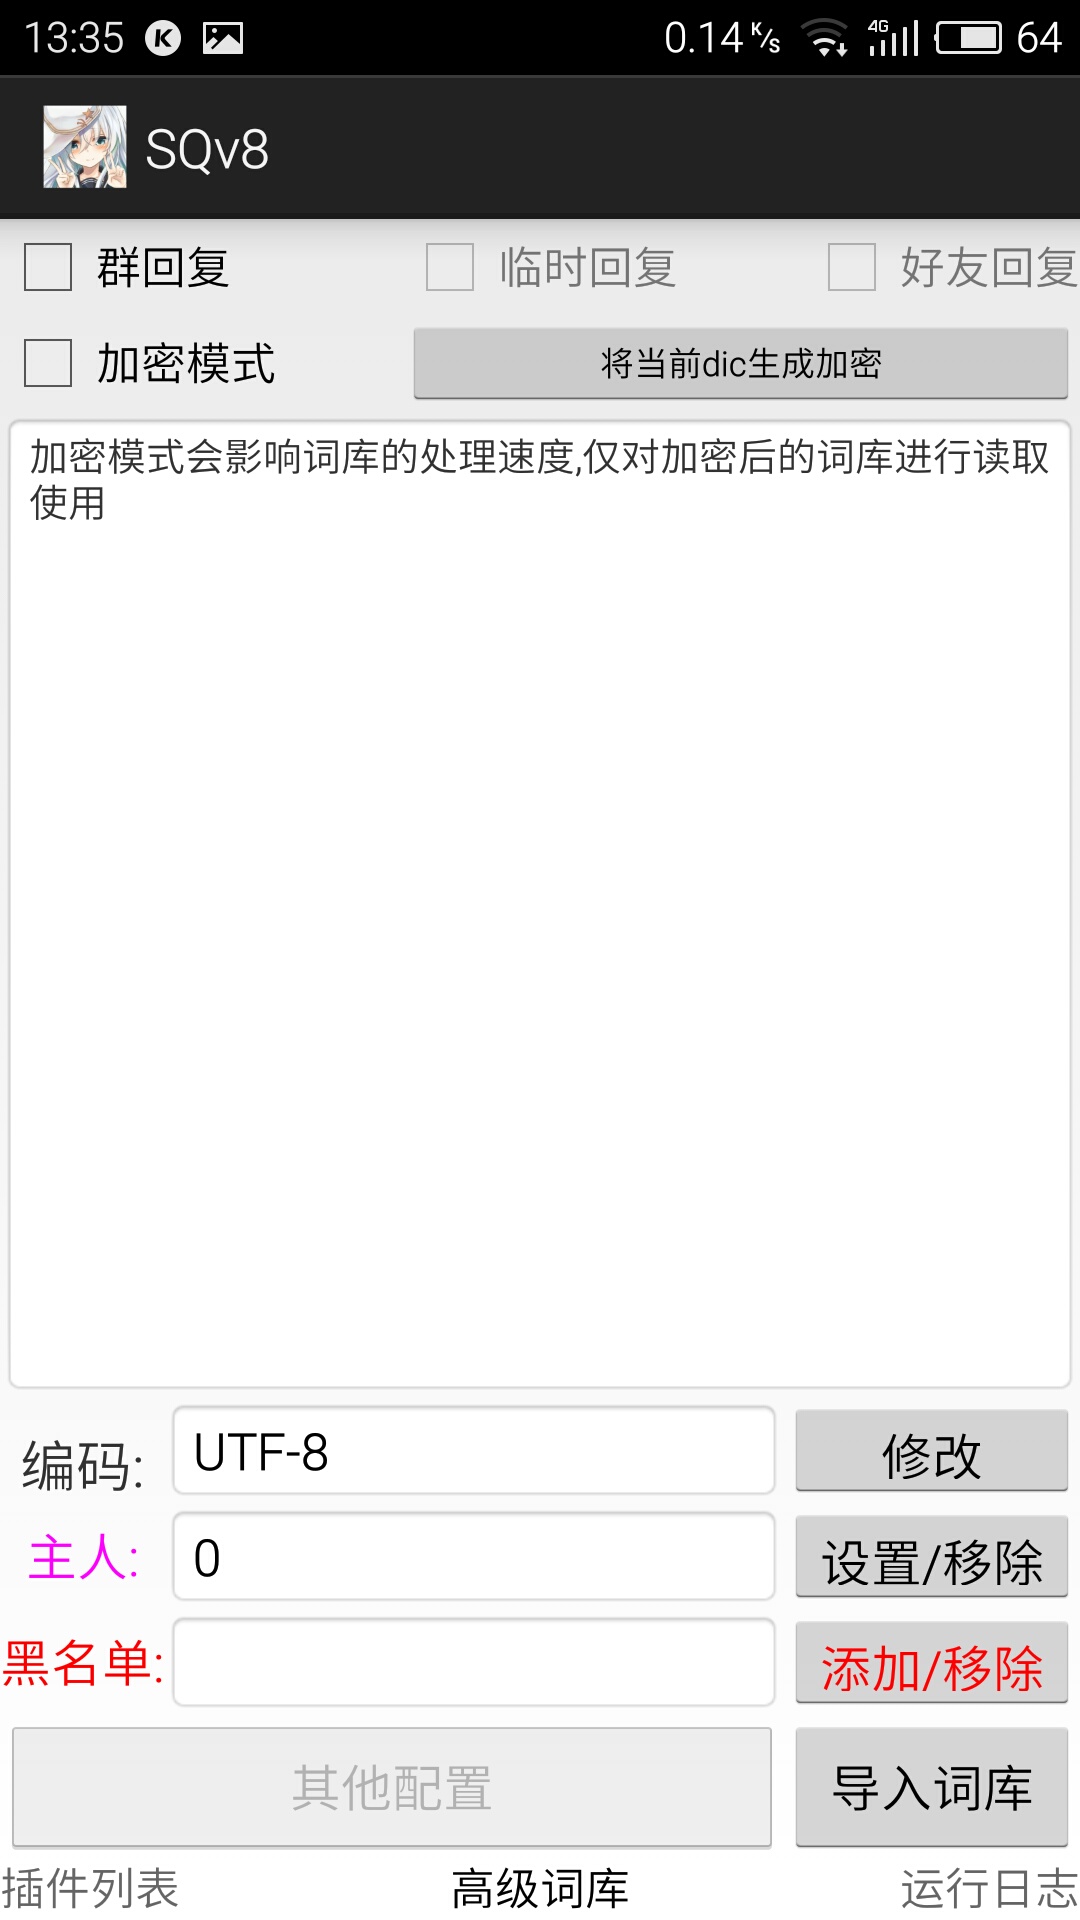 13:35 K 0.14 K/s 4G 64
SQv8
群回复 临时回复 好友回复
加密模式 将当前dic生成加密
加密模式会影响词库的处理速度,仅对加密后的词库进行读取
使用
编码: UTF-8 修改
主人: 0 设置/移除
黑名单: 添加/移除
其他配置 导入词库
插件列表 高级词库 运行日志